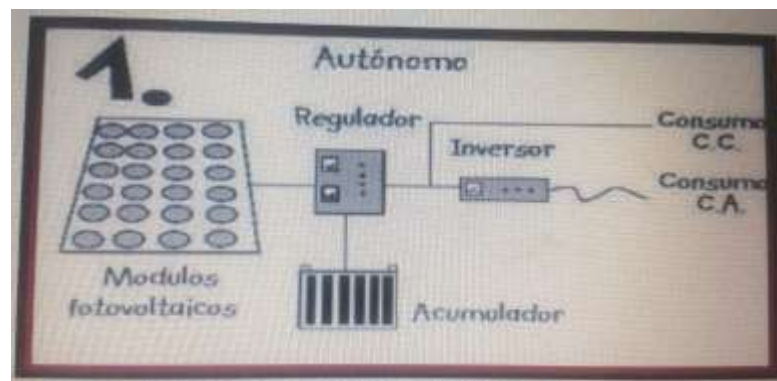 1.
Autónomo
Regulador
Consumo
C.C.
Inversor
Consumo
C.A.
Modulos
fotovoltaicos
Acumulador